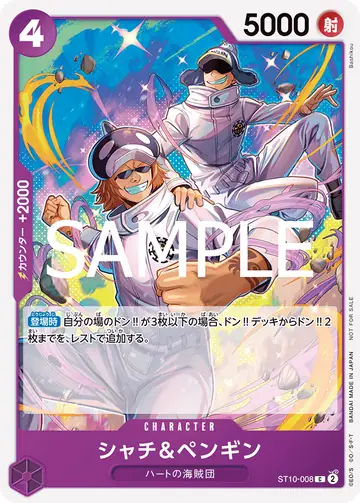 4
5000
射
Bashikou
カウンター +2000
SAMPLE
登場時 自分の場のドン!!が3枚以下の場合、ドン!!デッキからドン!!2
枚までを、レストで追加する。
CHARACTER
シャチ&ペンギン
ハートの海賊団
ST10-008 C 2
NOT FOR SALE
BANDAI MADE IN JAPAN
©E.O/S ©O./S・F・T